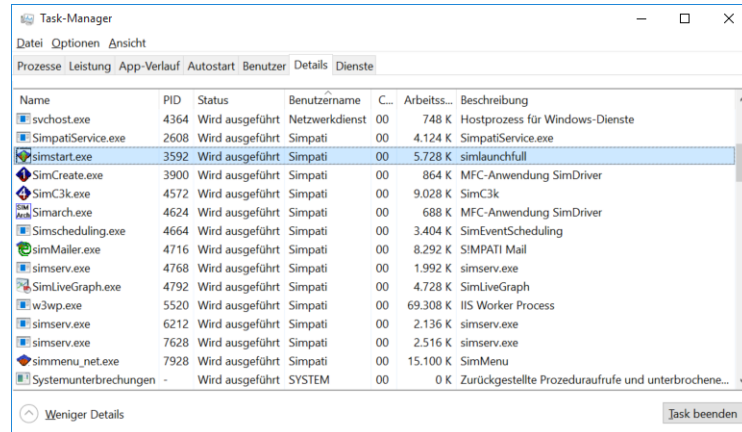 Task-Manager
Datei Optionen Ansicht
Prozesse Leistung App-Verlauf Autostart Benutzer Details Dienste
Name PID Status Benutzername C... Arbeitss... Beschreibung
svchost.exe 4364 Wird ausgeführt Netzwerkdienst 00 748 K Hostprozess für Windows-Dienste
SimpatiService.exe 2608 Wird ausgeführt Simpati 00 4.124 K SimpatiService.exe
simstart.exe 3592 Wird ausgeführt Simpati 00 5.728 K simlaunchfull
1 SimCreate.exe 3900 Wird ausgeführt Simpati 00 864 K MFC-Anwendung SimDriver
4 SimC3k.exe 4572 Wird ausgeführt Simpati 00 9.028 K SimC3k
SIM Arch Simarch.exe 4624 Wird ausgeführt Simpati 00 688 K MFC-Anwendung SimDriver
Simscheduling.exe 4664 Wird ausgeführt Simpati 00 3.404 K SimEventScheduling
simMailer.exe 4716 Wird ausgeführt Simpati 00 8.292 K S!MPATI Mail
simserv.exe 4768 Wird ausgeführt Simpati 00 1.992 K simserv.exe
SimLiveGraph.exe 4792 Wird ausgeführt Simpati 00 4.728 K SimLiveGraph
w3wp.exe 5520 Wird ausgeführt Simpati 00 69.308 K IIS Worker Process
simserv.exe 6212 Wird ausgeführt Simpati 00 2.136 K simserv.exe
simserv.exe 7628 Wird ausgeführt Simpati 00 2.516 K simserv.exe
simmenu_net.exe 7928 Wird ausgeführt Simpati 00 15.100 K SimMenu
Systemunterbrechungen - Wird ausgeführt SYSTEM 00 0 K Zurückgestellte Prozeduraufrufe und unterbrochene...
Weniger Details Task beenden